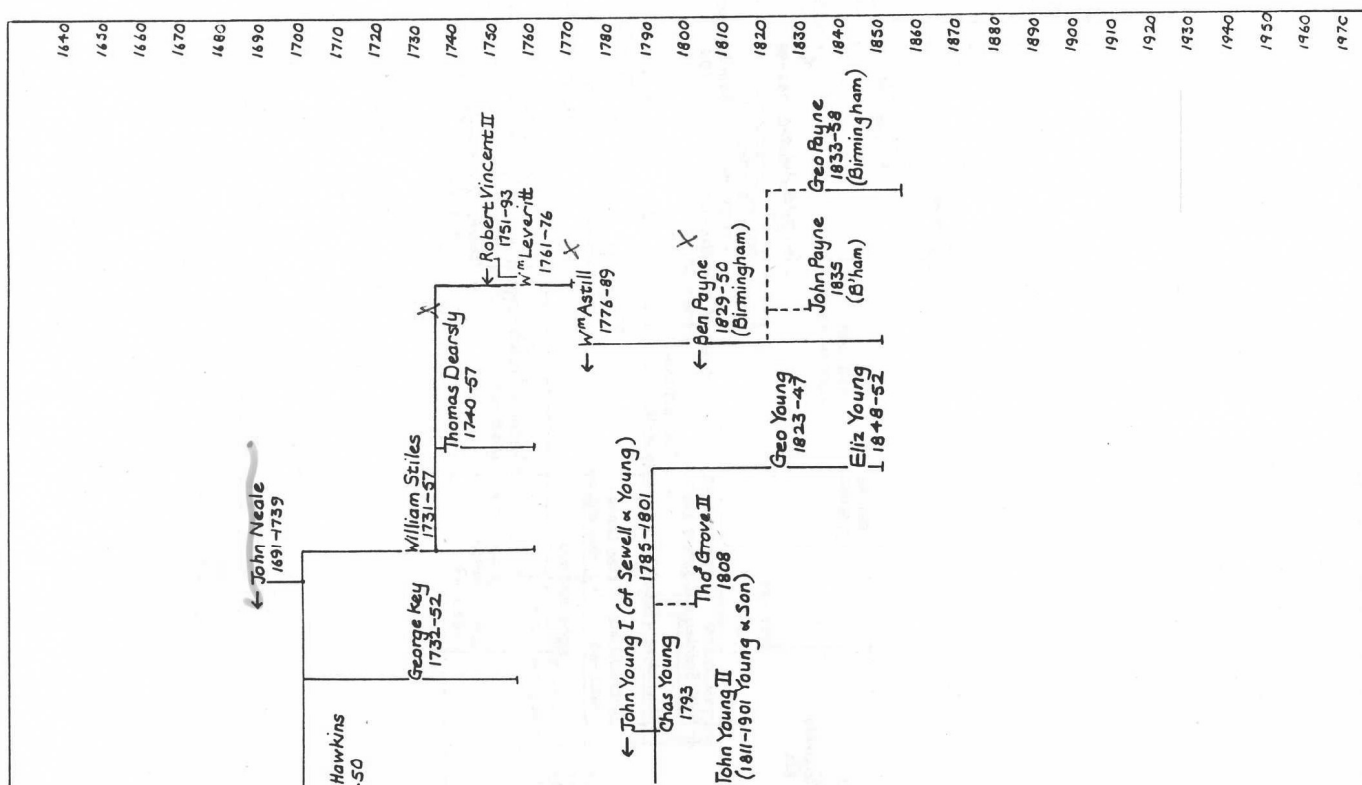 1640
1650
1660
1670
1680
1690
1700
1710
1720
1730
1740
1750
1760
1770
1780
1790
1800
1810
1820
1830
1840
1850
1860
1870
1880
1890
1900
1910
1920
1930
1940
1950
1960
1970
← John Neale
1691-1739
Hawkins
-50
George Key
1732-52
William Stiles
1731-57
Thomas Dearsly
1740-57
X
← Robert Vincent II
1751-93
Wm Leveritt
1761-76
X
← Wm Astill
1776-89
← Ben Payne
1829-50
(Birmingham)
X
John Payne
1835
(B'ham)
Geo Payne
1833-58
(Birmingham)
← John Young I (of Sewell & Young)
1785-1801
Chas Young
1793
Thos Grove II
1808
John Young II
(1811-1901 Young & Son)
Geo Young
1823-47
Eliz Young
1848-52